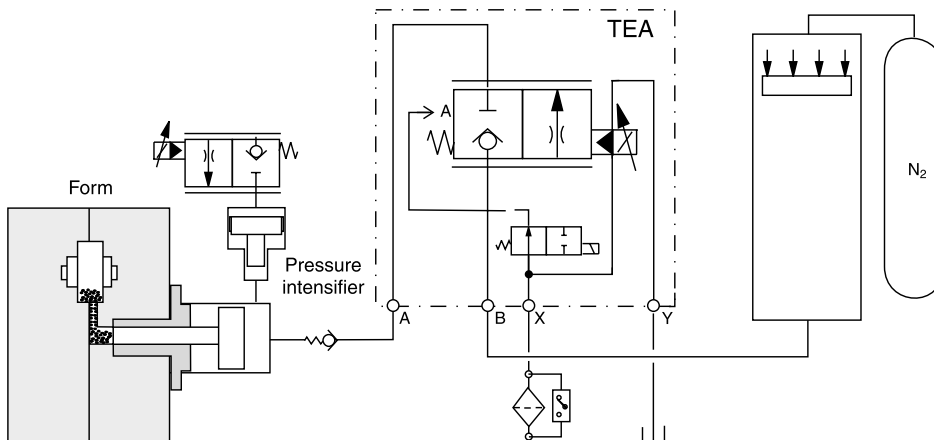 TEA
A
N₂
Form
Pressure
intensifier
A
B
X
Y